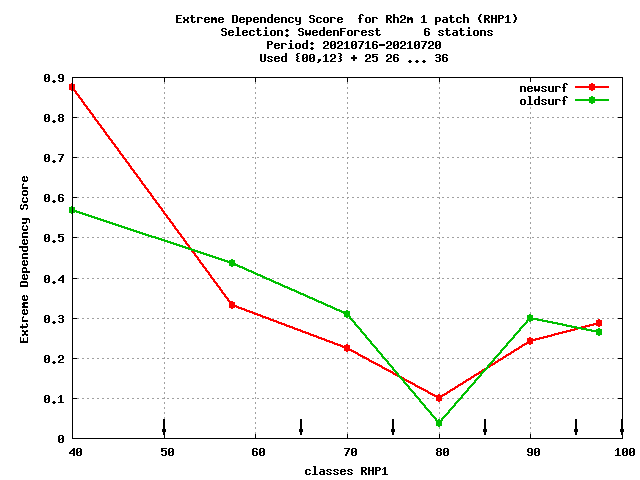 Extreme Dependency Score  for Rh2m 1 patch (RHP1)
Selection: SwedenForest      6 stations
Period: 20210716-20210720
Used {00,12} + 25 26 ... 36
newsurf
oldsurf
0.9
0.8
0.7
0.6
0.5
0.4
0.3
0.2
0.1
0
Extreme Dependency Score
40 50 60 70 80 90 100
classes RHP1